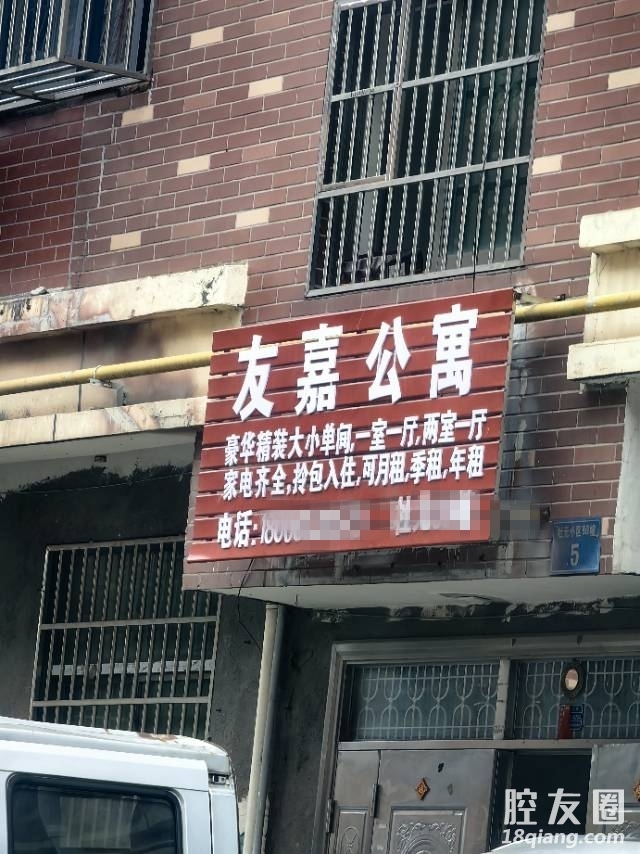 友嘉公寓
豪华精装大小单间,一室一厅,两室一厅
家电齐全,拎包入住,可月租,季租,年租
电话:
5
腔友圈
18qiang.com